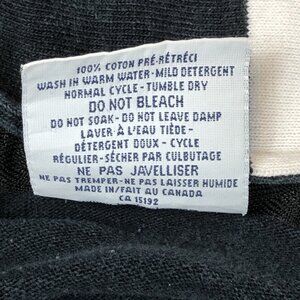 100% COTON PRÉ-RÉTRÉCI
WASH IN WARM WATER-MILD DETERGENT
NORMAL CYCLE-TUMBLE DRY
DO NOT BLEACH
DO NOT SOAK-DO NOT LEAVE DAMP
LAVER À L'EAU TIÈDE-
DÉTERGENT DOUX-CYCLE
RÉGULIER-SÉCHER PAR CULBUTAGE
NE PAS JAVELLISER
NE PAS TREMPER-NE PAS LAISSER HUMIDE
MADE IN/FAIT AU CANADA
CA 15192